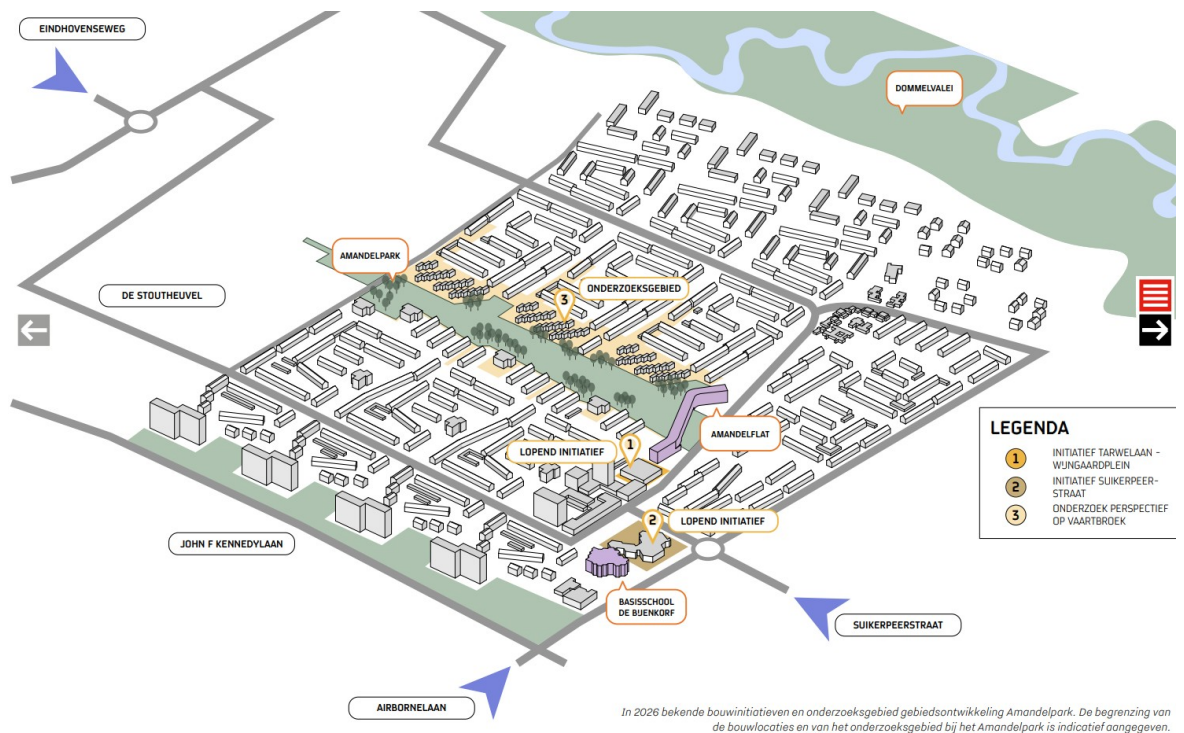 EINDHOVENSEWEG
DOMMELVALEI
AMANDELPARK
DE STOUTHEUVEL
ONDERZOEKSGEBIED
3
AMANDELFLAT
1
LOPEND INITIATIEF
2
LOPEND INITIATIEF
JOHN F KENNEDYLAAN
BASISSCHOOL
DE BIJENKORF
SUIKERPEERSTRAAT
AIRBORNELAAN
LEGENDA
1 INITIATIEF TARWELAAN -
WIJNGAARDPLEIN
2 INITIATIEF SUIKERPEER-
STRAAT
3 ONDERZOEK PERSPECTIEF
OP VAARTBROEK
In 2026 bekende bouwinitiatieven en onderzoeksgebied gebiedsontwikkeling Amandelpark. De begrenzing van
de bouwlocaties en van het onderzoeksgebied bij het Amandelpark is indicatief aangegeven.